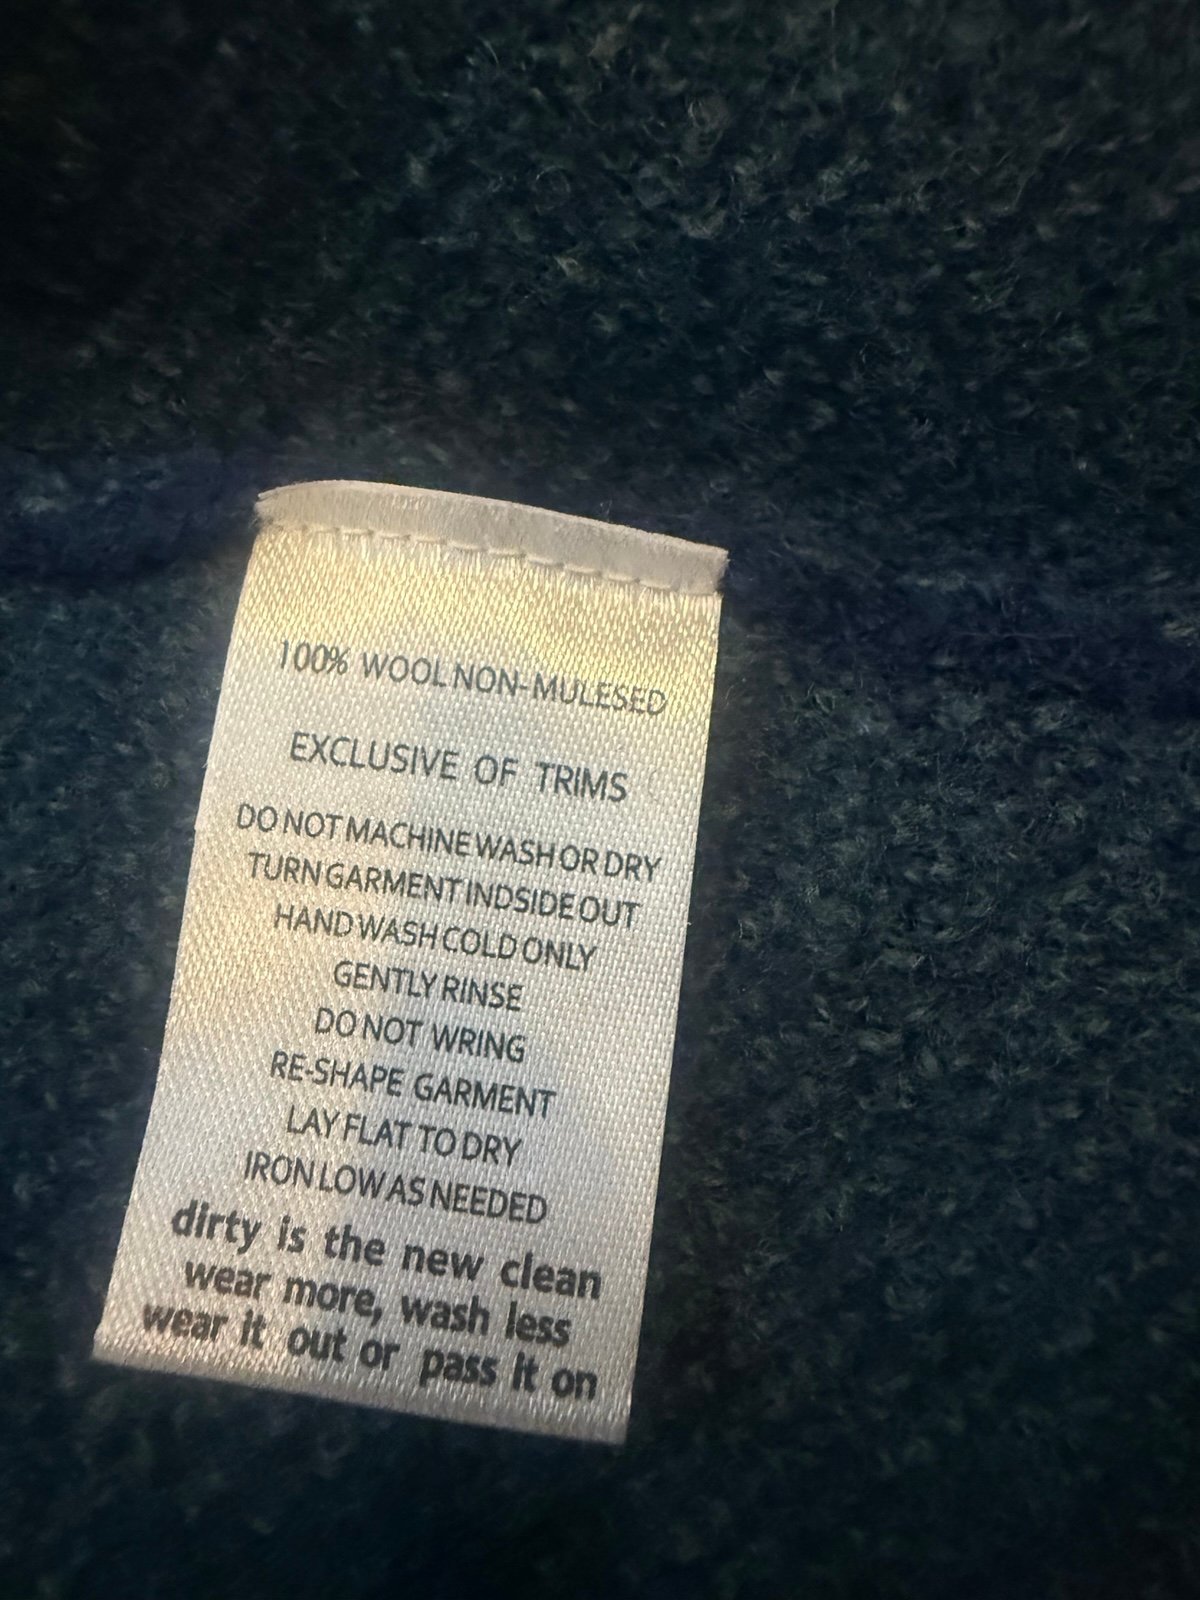 100% WOOL NON-MULESED
EXCLUSIVE OF TRIMS
DO NOT MACHINE WASH OR DRY
TURN GARMENT INDSIDE OUT
HAND WASH COLD ONLY
GENTLY RINSE
DO NOT WRING
RE-SHAPE GARMENT
LAY FLAT TO DRY
IRON LOW AS NEEDED
dirty is the new clean
wear more, wash less
wear it out or pass it on